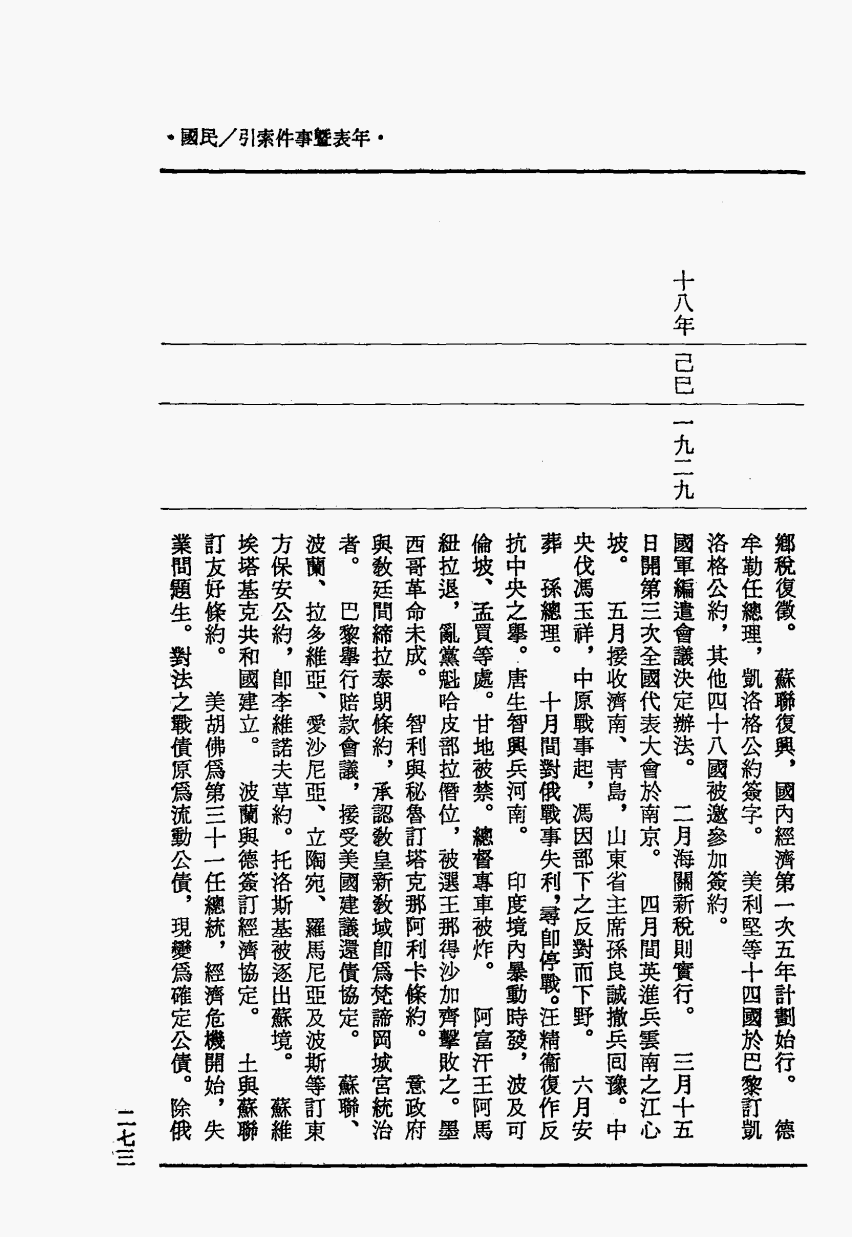 •國民／引索件事暨表年•
十八年
己巳
一九二九
鄉稅復徵。　蘇聯復興，國內經濟第一次五年計劃始行。　德
牟勒任總理，凱洛格公約簽字。　美利堅等十四國於巴黎訂凱
洛格公約，其他四十八國被邀參加簽約。
國軍編遣會議決定辦法。　二月海關新稅則實行。　三月十五
日開第三次全國代表大會於南京。　四月間英進兵雲南之江心
坡。　五月接收濟南、靑島，山東省主席孫良誠撤兵回豫。中
央伐馮玉祥，中原戰事起，馮因部下之反對而下野。　六月安
葬　孫總理。　十月間對俄戰事失利，尋卽停戰。汪精衞復作反
抗中央之舉。唐生智興兵河南。　印度境內暴動時發，波及可
倫坡、孟買等處。甘地被禁。總督專車被炸。　阿富汗王阿馬
紐拉退，亂黨魁哈皮部拉僭位，被選王那得沙加齊擊敗之。墨
西哥革命未成。　智利與秘魯訂塔克那阿利卡條約。　意政府
與敎廷間締拉泰朗條約，承認敎皇新敎域卽爲梵諦岡城宮統治
者。　巴黎舉行賠款會議，接受美國建議還債協定。　蘇聯、
波蘭、拉多維亞、愛沙尼亞、立陶宛、羅馬尼亞及波斯等訂東
方保安公約，卽李維諾夫草約。托洛斯基被逐出蘇境。　蘇維
埃塔基克共和國建立。　波蘭與德簽訂經濟協定。　土與蘇聯
訂友好條約。　美胡佛爲第三十一任總統，經濟危機開始，失
業問題生。對法之戰債原爲流動公債，現變爲確定公債。除俄
二七三